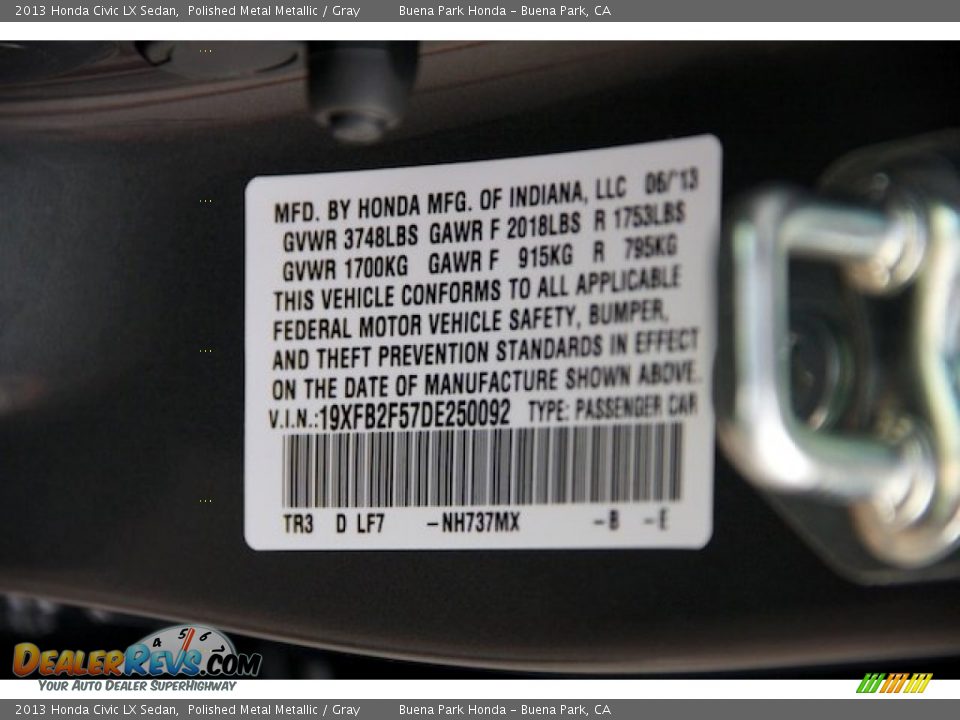 2013 Honda Civic LX Sedan,  Polished Metal Metallic / Gray  Buena Park Honda – Buena Park, CA
MFD. BY HONDA MFG. OF INDIANA, LLC  06/'13
GVWR 3748LBS  GAWR F 2018LBS  R 1753LBS
GVWR 1700KG  GAWR F  915KG  R  795KG
THIS VEHICLE CONFORMS TO ALL APPLICABLE
FEDERAL MOTOR VEHICLE SAFETY, BUMPER,
AND THEFT PREVENTION STANDARDS IN EFFECT
ON THE DATE OF MANUFACTURE SHOWN ABOVE.
V.I.N.:19XFB2F57DE250092  TYPE: PASSENGER CAR
TR3  D LF7  –NH737MX  –B  –E
4 5 6
DealerRevs.com
Your Auto Dealer SuperHighway
2013 Honda Civic LX Sedan,  Polished Metal Metallic / Gray  Buena Park Honda – Buena Park, CA